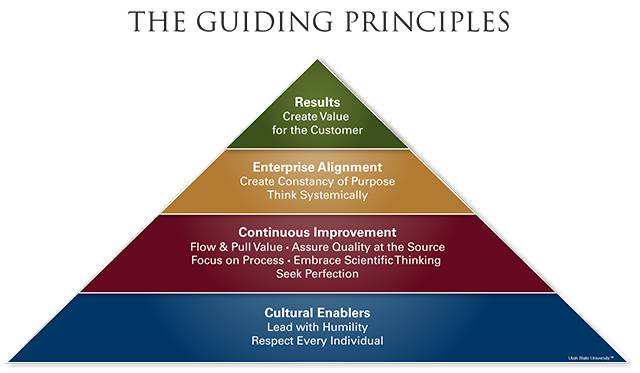 THE GUIDING PRINCIPLES
Results
Create Value
for the Customer
Enterprise Alignment
Create Constancy of Purpose
Think Systemically
Continuous Improvement
Flow & Pull Value • Assure Quality at the Source
Focus on Process • Embrace Scientific Thinking
Seek Perfection
Cultural Enablers
Lead with Humility
Respect Every Individual
Utah State University™